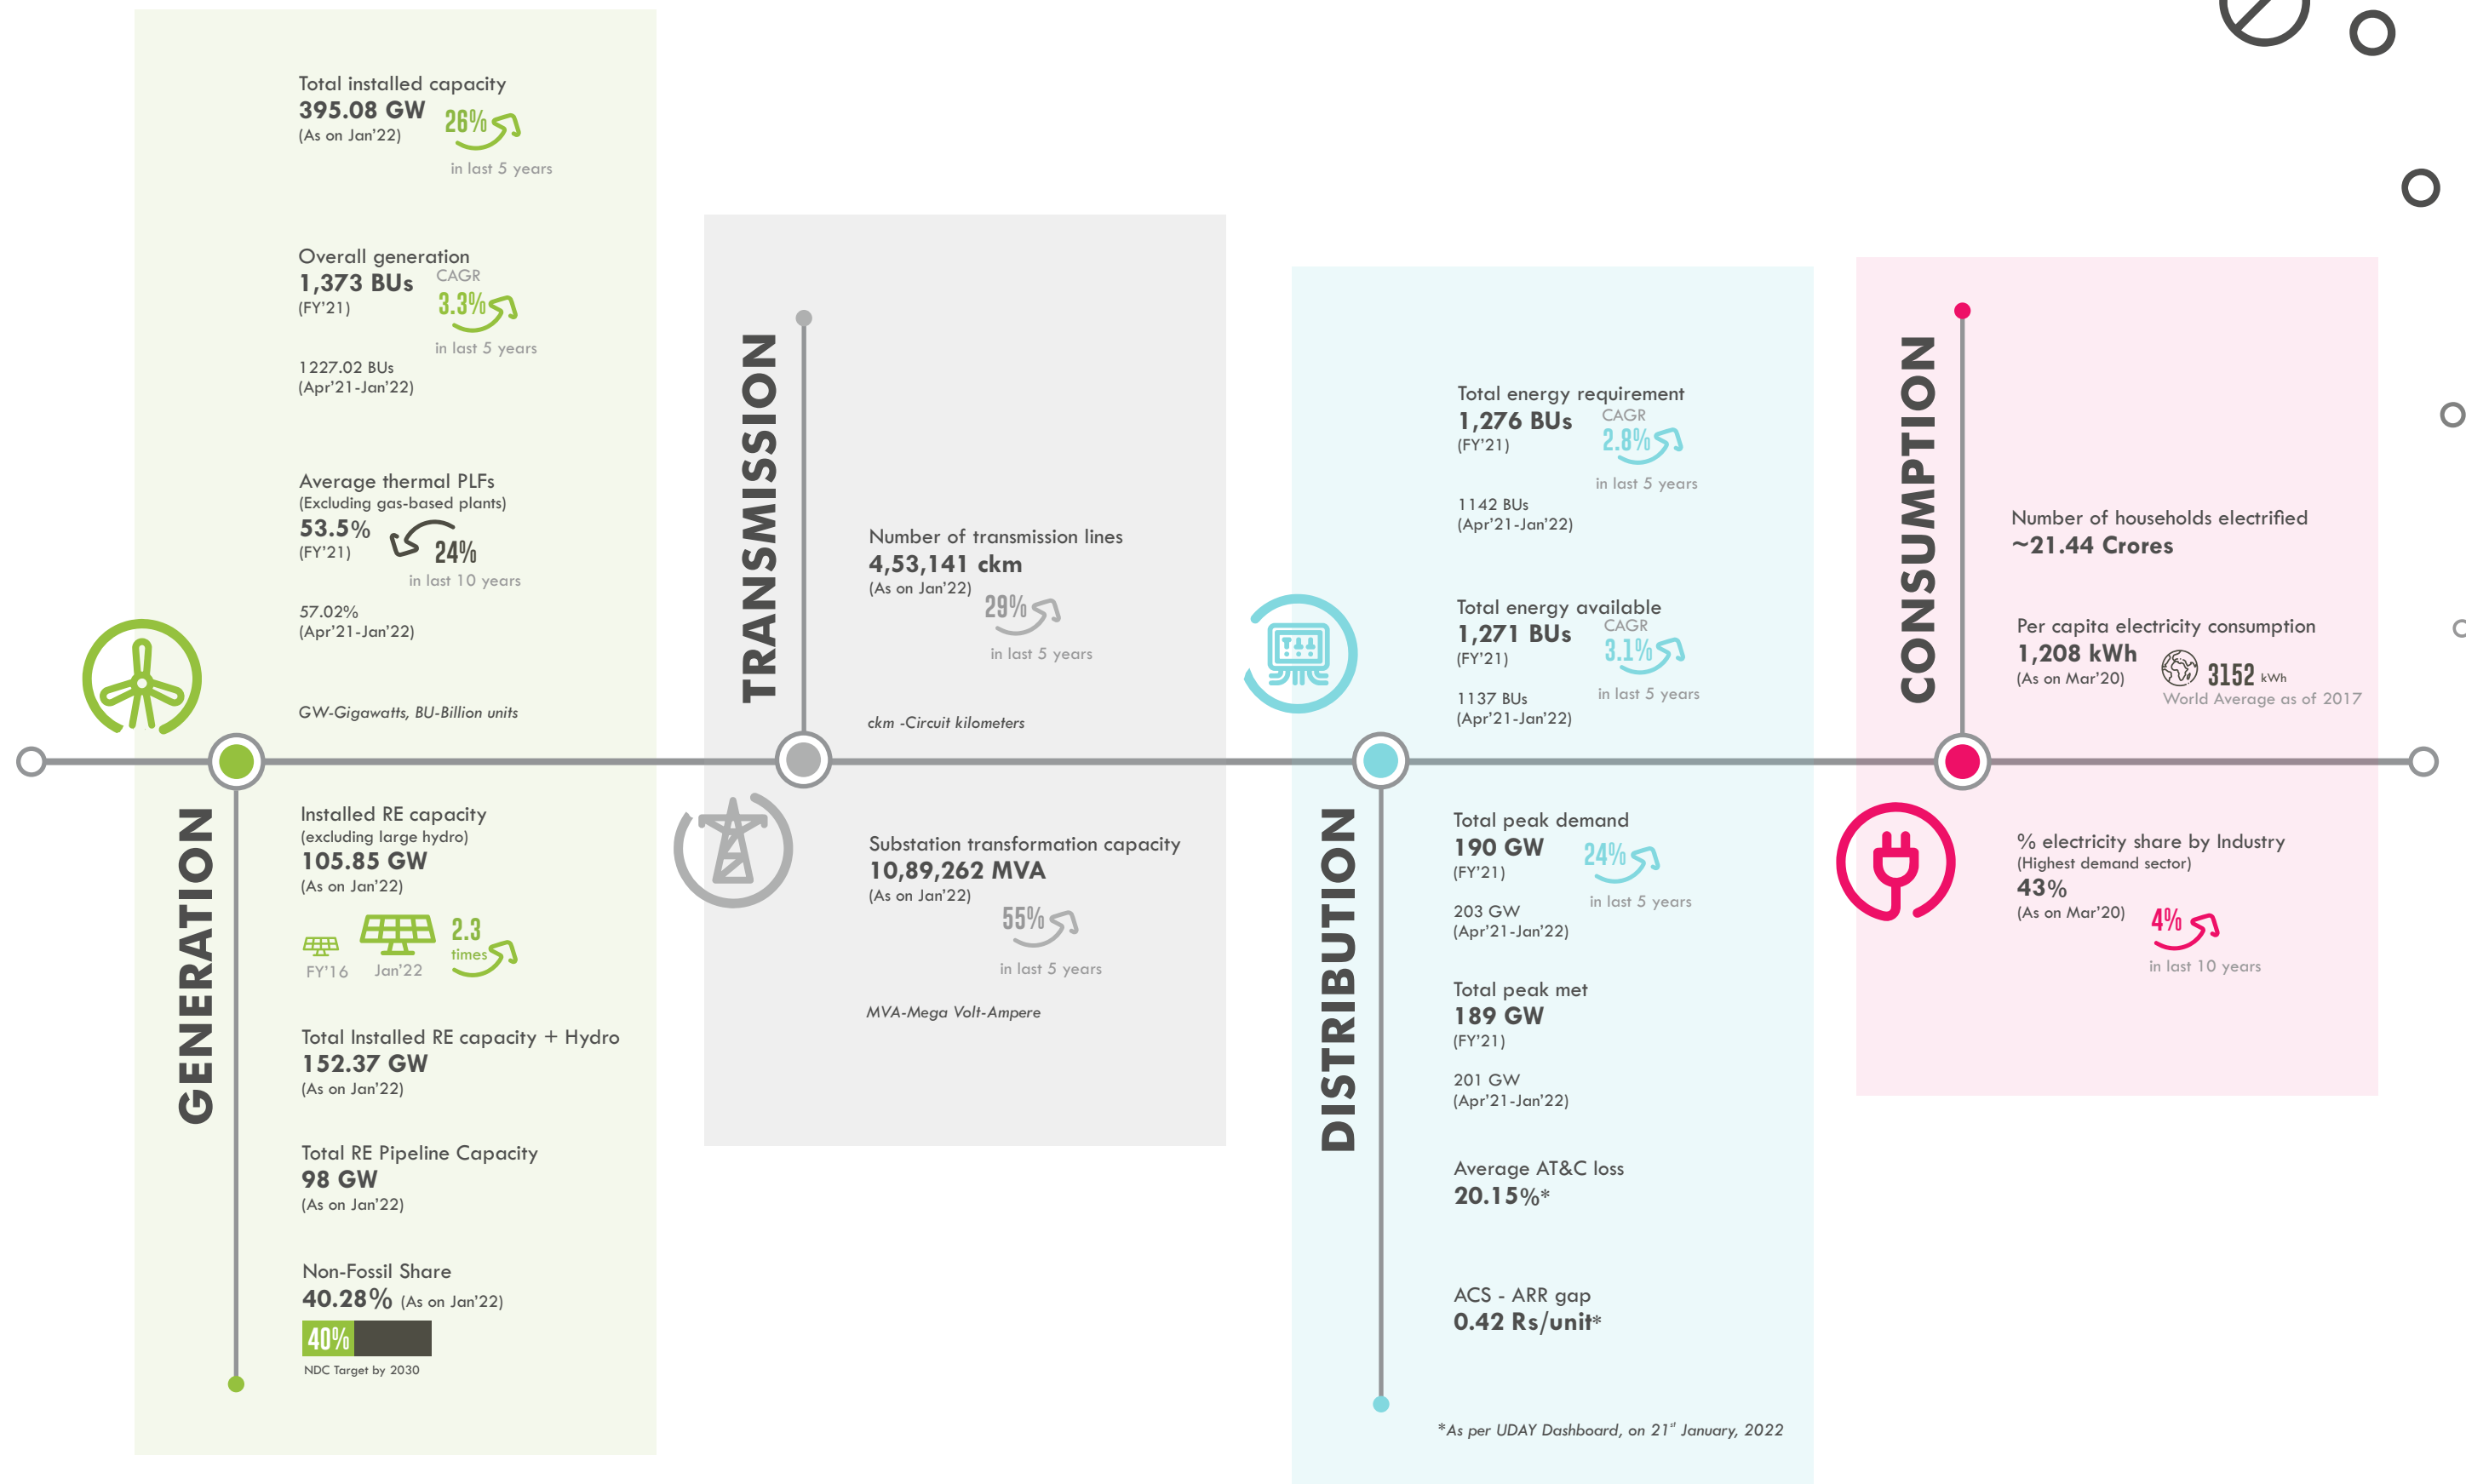 Total installed capacity
395.08 GW
(As on Jan'22)
26%
in last 5 years
Overall generation
1,373 BUs
(FY'21)
CAGR
3.3%
in last 5 years
1227.02 BUs
(Apr'21-Jan'22)
Average thermal PLFs
(Excluding gas-based plants)
53.5%
(FY'21)
24%
in last 10 years
57.02%
(Apr'21-Jan'22)
GW-Gigawatts, BU-Billion units
GENERATION
Installed RE capacity
(excluding large hydro)
105.85 GW
(As on Jan'22)
FY'16
Jan'22
2.3
times
Total Installed RE capacity + Hydro
152.37 GW
(As on Jan'22)
Total RE Pipeline Capacity
98 GW
(As on Jan'22)
Non-Fossil Share
40.28% (As on Jan'22)
40%
NDC Target by 2030
TRANSMISSION
Number of transmission lines
4,53,141 ckm
(As on Jan'22)
29%
in last 5 years
ckm -Circuit kilometers
Substation transformation capacity
10,89,262 MVA
(As on Jan'22)
55%
in last 5 years
MVA-Mega Volt-Ampere
Total energy requirement
1,276 BUs
(FY'21)
CAGR
2.8%
in last 5 years
1142 BUs
(Apr'21-Jan'22)
Total energy available
1,271 BUs
(FY'21)
CAGR
3.1%
in last 5 years
1137 BUs
(Apr'21-Jan'22)
DISTRIBUTION
Total peak demand
190 GW
(FY'21)
24%
in last 5 years
203 GW
(Apr'21-Jan'22)
Total peak met
189 GW
(FY'21)
201 GW
(Apr'21-Jan'22)
Average AT&C loss
20.15%*
ACS - ARR gap
0.42 Rs/unit*
*As per UDAY Dashboard, on 21st January, 2022
CONSUMPTION
Number of households electrified
~21.44 Crores
Per capita electricity consumption
1,208 kWh
(As on Mar'20)
3152 kWh
World Average as of 2017
% electricity share by Industry
(Highest demand sector)
43%
(As on Mar'20)
4%
in last 10 years